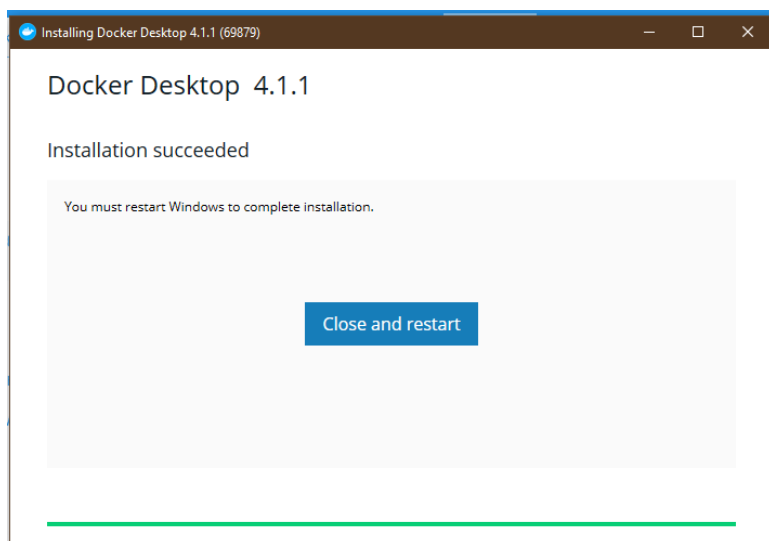 Installing Docker Desktop 4.1.1 (69879)
Docker Desktop 4.1.1
Installation succeeded
You must restart Windows to complete installation.
Close and restart